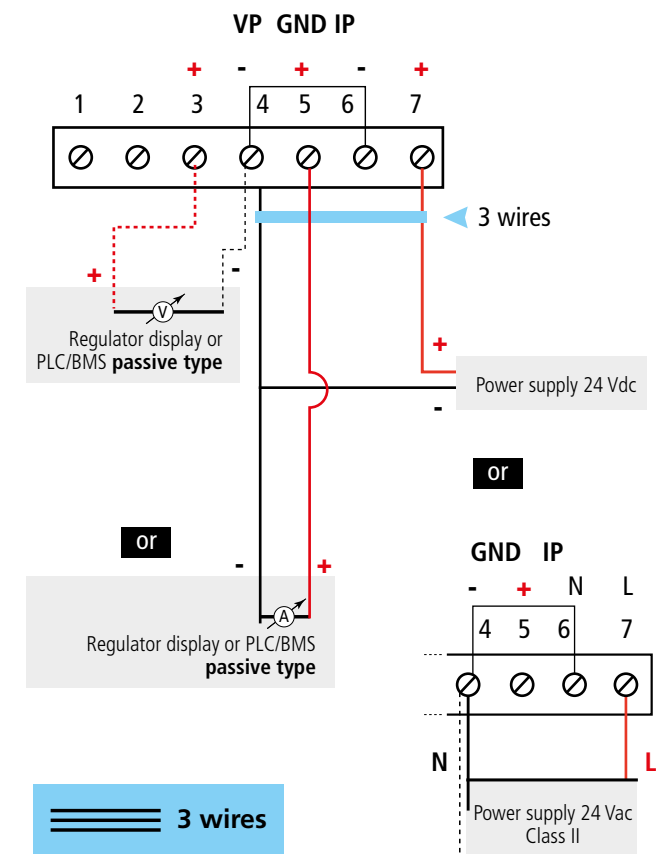 VP GND IP
+ - + - +
1 2 3 4 5 6 7
3 wires
+ -
V
Regulator display or
PLC/BMS passive type
+
Power supply 24 Vdc
-
or
or
GND IP
- + N L
4 5 6 7
- +
A
Regulator display or PLC/BMS
passive type
N L
Power supply 24 Vac
Class II
3 wires